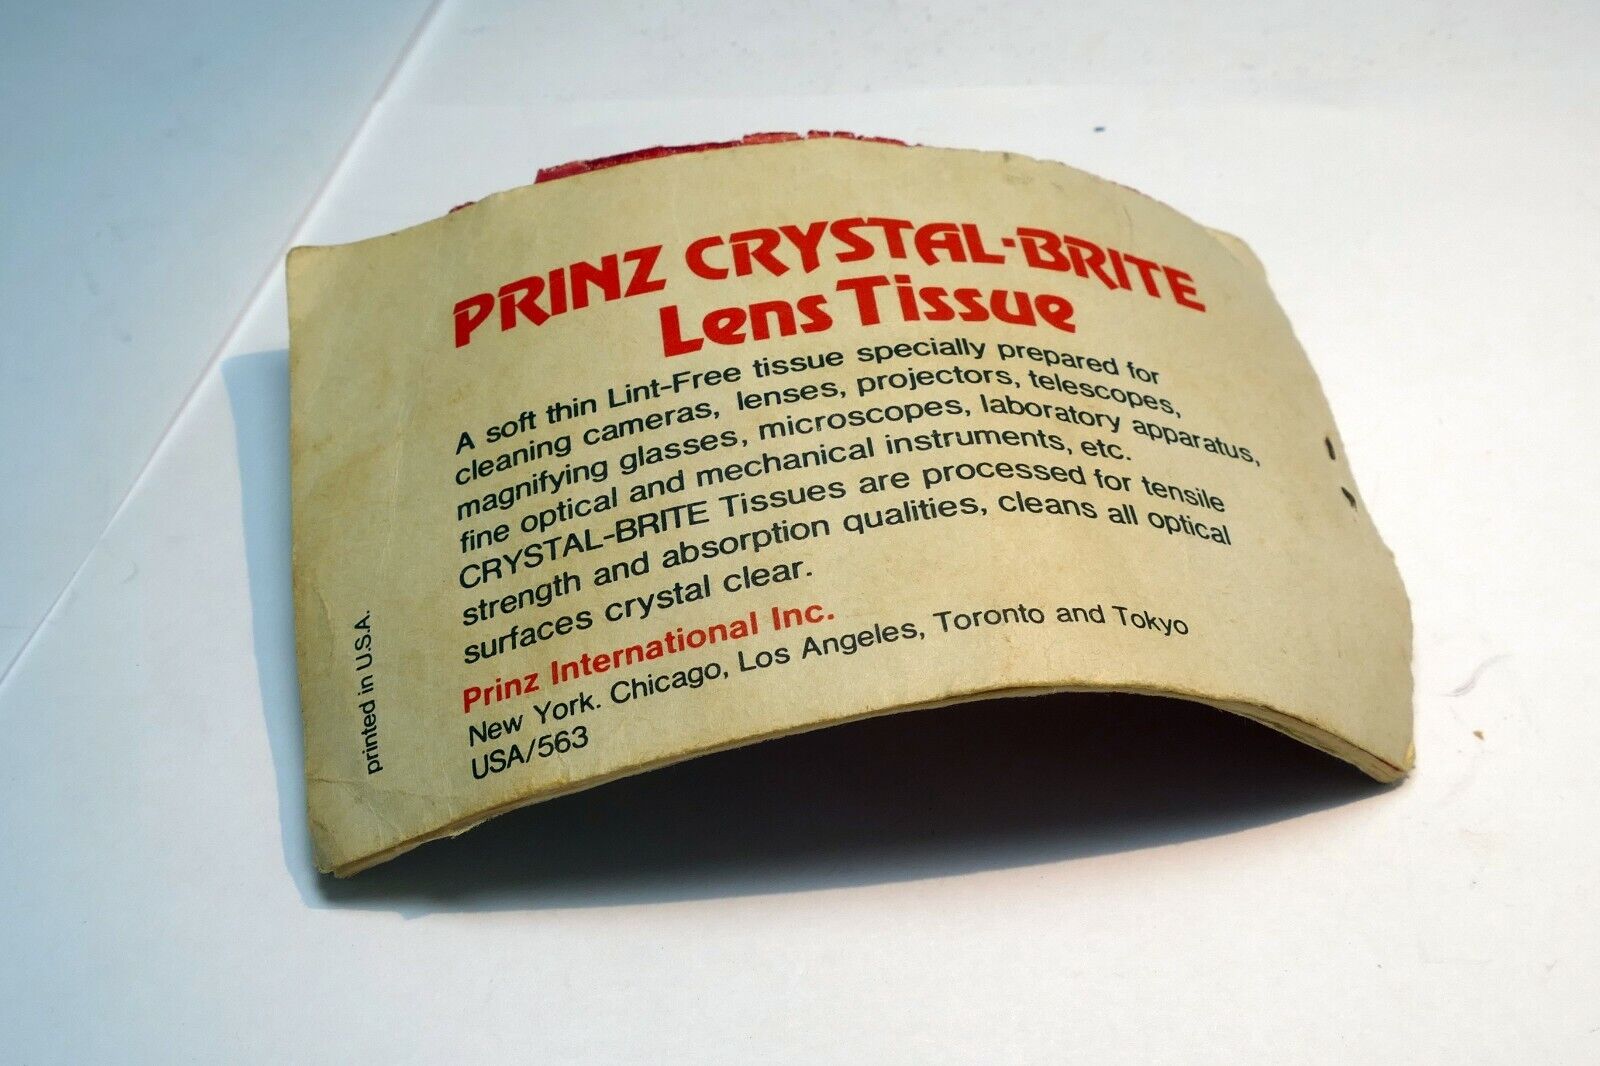 PRINZ CRYSTAL-BRITE
Lens Tissue
A soft thin Lint-Free tissue specially prepared for
cleaning cameras, lenses, projectors, telescopes,
magnifying glasses, microscopes, laboratory apparatus,
fine optical and mechanical instruments, etc.
CRYSTAL-BRITE Tissues are processed for tensile
strength and absorption qualities, cleans all optical
surfaces crystal clear.
Prinz International Inc.
New York. Chicago, Los Angeles, Toronto and Tokyo
USA/563
printed in U.S.A.